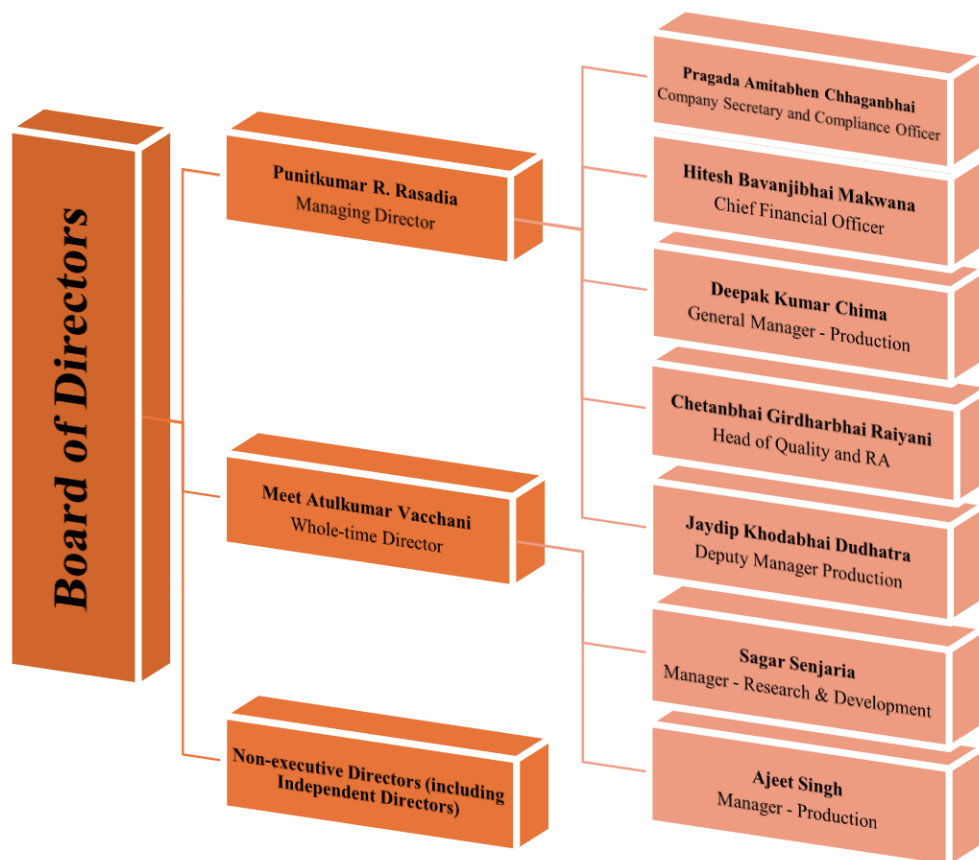 Board of Directors
Punitkumar R. Rasadia
Managing Director
Meet Atulkumar Vacchani
Whole-time Director
Non-executive Directors (including
Independent Directors)
Pragada Amitabhen Chhaganbhai
Company Secretary and Compliance Officer
Hitesh Bavanjibhai Makwana
Chief Financial Officer
Deepak Kumar Chima
General Manager - Production
Chetanbhai Girdharbhai Raiyani
Head of Quality and RA
Jaydip Khodabhai Dudhatra
Deputy Manager Production
Sagar Senjaria
Manager - Research & Development
Ajeet Singh
Manager - Production